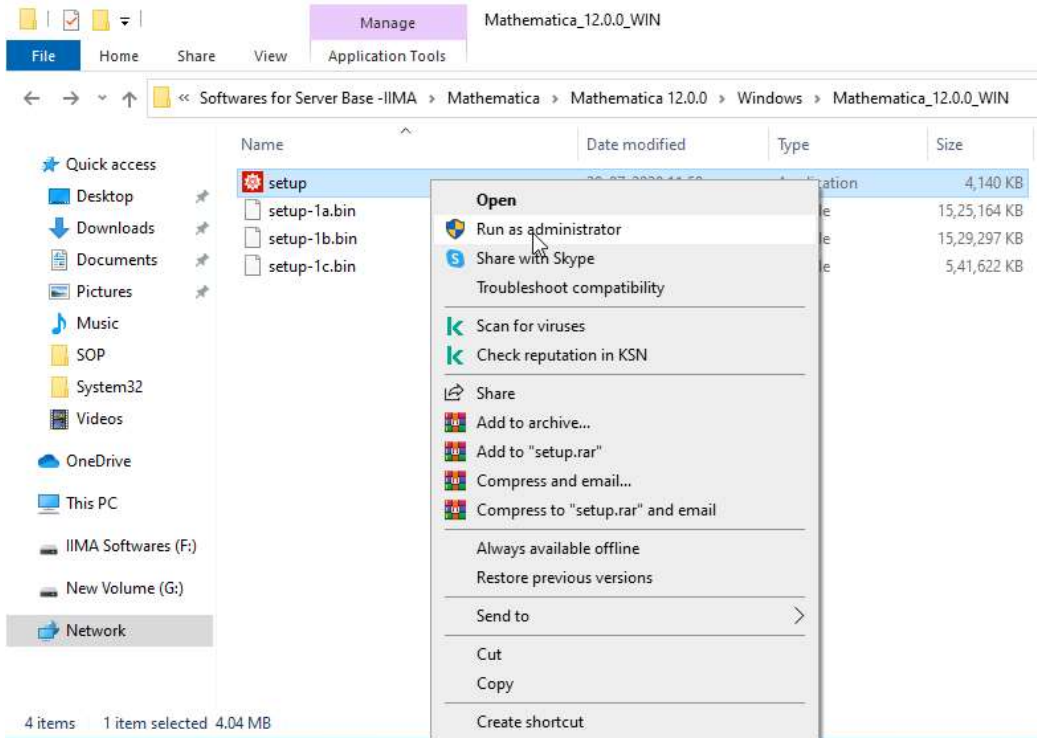 Manage
Mathematica_12.0.0_WIN
File
Home
Share
View
Application Tools
« Softwares for Server Base -IIMA > Mathematica > Mathematica 12.0.0 > Windows > Mathematica_12.0.0_WIN
Name
Date modified
Type
Size
Quick access
Desktop
Downloads
Documents
Pictures
Music
SOP
System32
Videos
OneDrive
This PC
IIMA Softwares (F:)
New Volume (G:)
Network
setup
4,140 KB
setup-1a.bin
15,25,164 KB
setup-1b.bin
15,29,297 KB
setup-1c.bin
5,41,622 KB
Open
Run as administrator
Share with Skype
Troubleshoot compatibility
Scan for viruses
Check reputation in KSN
Share
Add to archive...
Add to "setup.rar"
Compress and email...
Compress to "setup.rar" and email
Always available offline
Restore previous versions
Send to
Cut
Copy
Create shortcut
4 items
1 item selected 4.04 MB